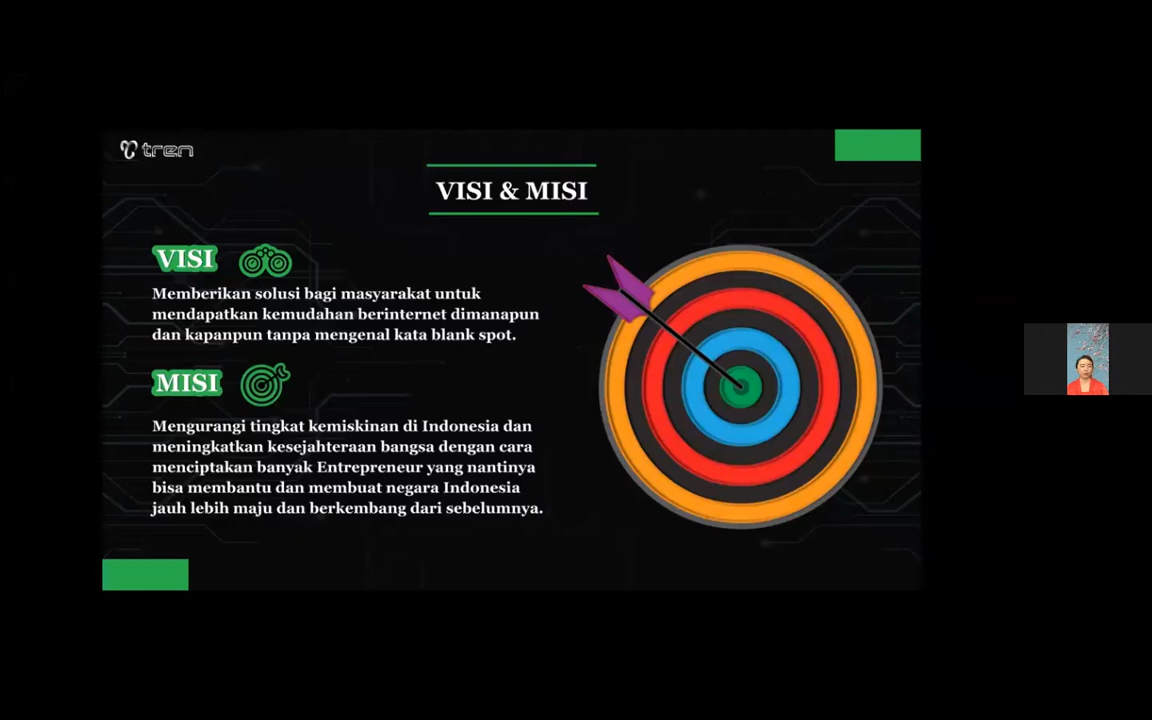 tren
VISI & MISI
VISI
Memberikan solusi bagi masyarakat untuk
mendapatkan kemudahan berinternet dimanapun
dan kapanpun tanpa mengenal kata blank spot.
MISI
Mengurangi tingkat kemiskinan di Indonesia dan
meningkatkan kesejahteraan bangsa dengan cara
menciptakan banyak Entrepreneur yang nantinya
bisa membantu dan membuat negara Indonesia
jauh lebih maju dan berkembang dari sebelumnya.